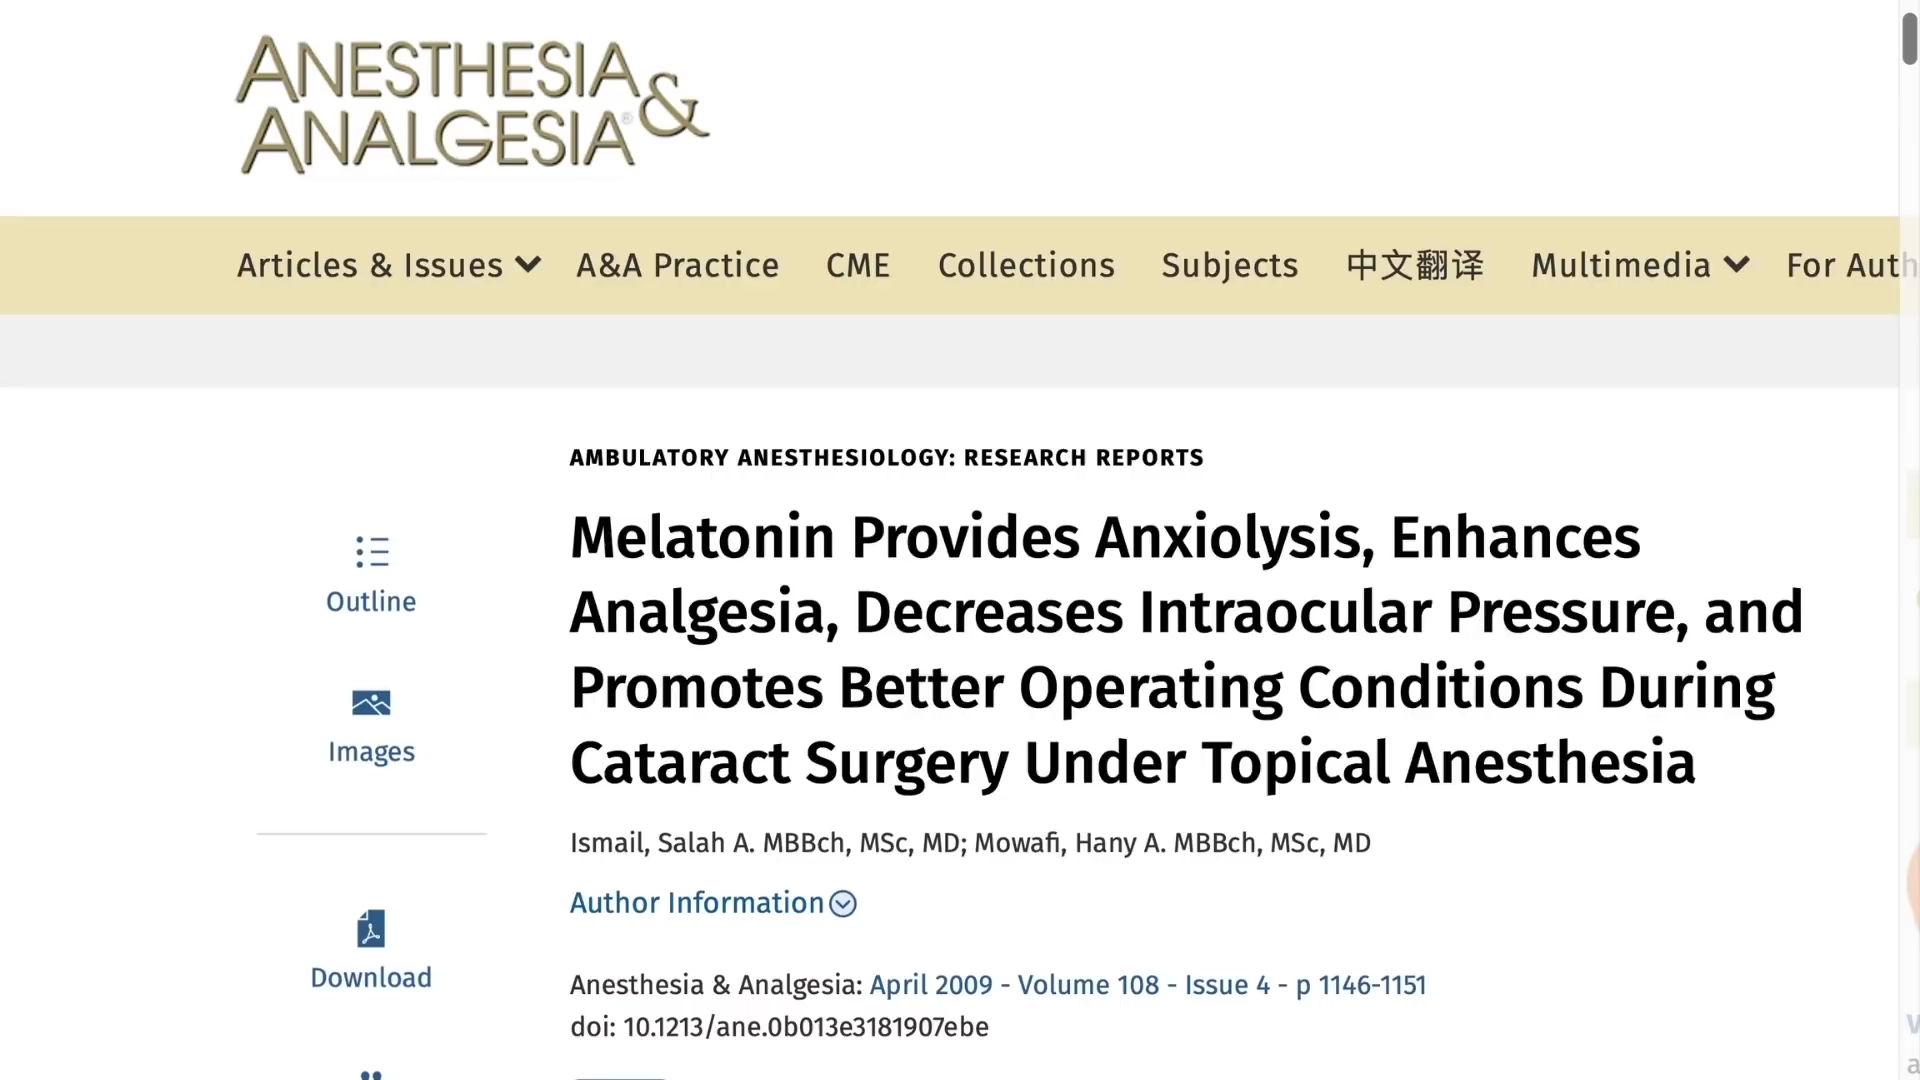 ANESTHESIA &
ANALGESIA®
Articles & Issues A&A Practice CME Collections Subjects 中文翻译 Multimedia For Auth
AMBULATORY ANESTHESIOLOGY: RESEARCH REPORTS
Melatonin Provides Anxiolysis, Enhances
Analgesia, Decreases Intraocular Pressure, and
Promotes Better Operating Conditions During
Cataract Surgery Under Topical Anesthesia
Ismail, Salah A. MBBch, MSc, MD; Mowafi, Hany A. MBBch, MSc, MD
Author Information
Anesthesia & Analgesia: April 2009 - Volume 108 - Issue 4 - p 1146-1151
doi: 10.1213/ane.0b013e3181907ebe
Outline
Images
Download